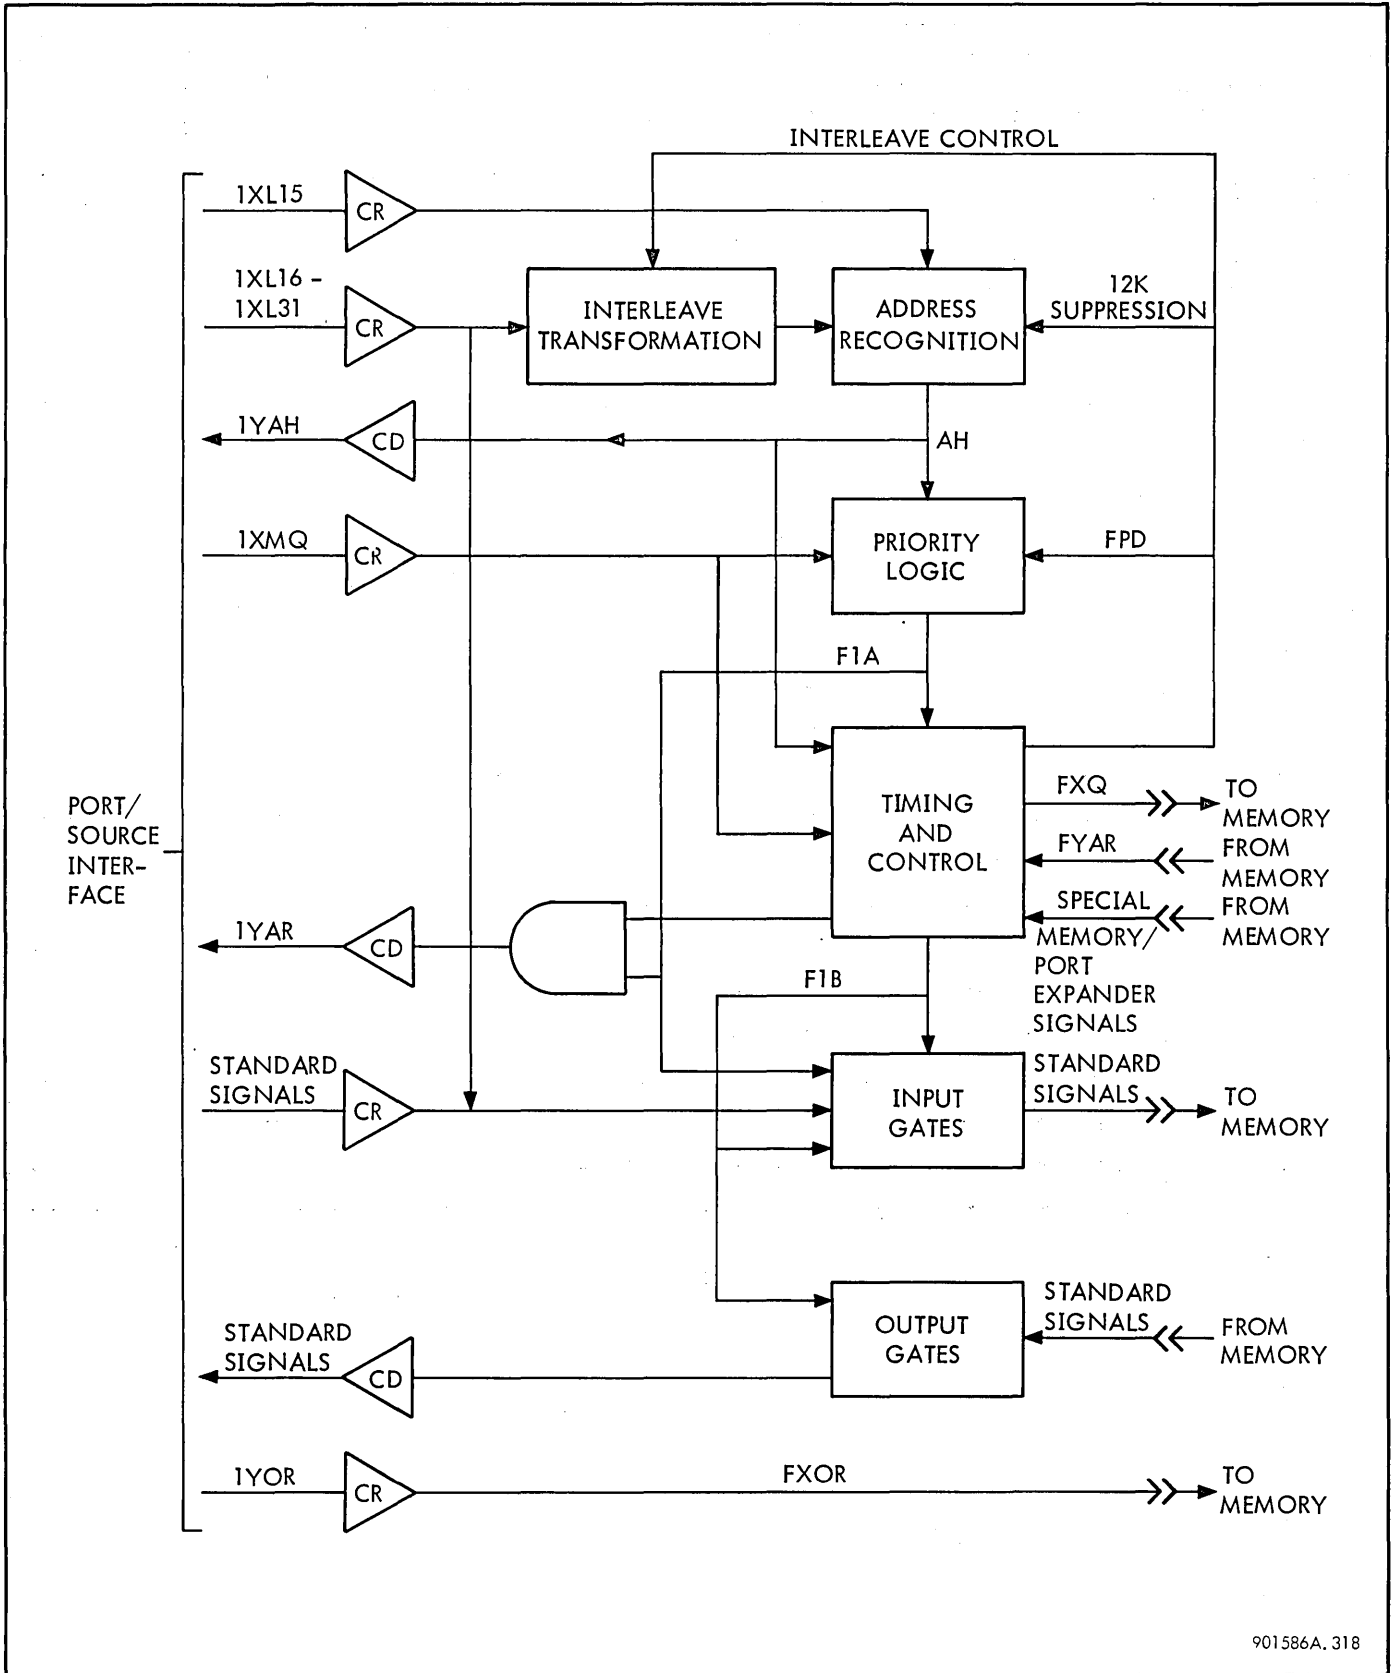 INTERLEAVE CONTROL
1XL15
CR
1XL16 –
1XL31
CR
INTERLEAVE
TRANSFORMATION
ADDRESS
RECOGNITION
12K
SUPPRESSION
1YAH
CD
AH
1XMQ
CR
PRIORITY
LOGIC
FPD
F1A
PORT/
SOURCE
INTER-
FACE
TIMING
AND
CONTROL
FXQ
TO
MEMORY
FYAR
FROM
MEMORY
SPECIAL
MEMORY/
PORT
EXPANDER
SIGNALS
FROM
MEMORY
1YAR
CD
F1B
STANDARD
SIGNALS
CR
INPUT
GATES
STANDARD
SIGNALS
TO
MEMORY
STANDARD
SIGNALS
CD
OUTPUT
GATES
STANDARD
SIGNALS
FROM
MEMORY
1YOR
CR
FXOR
TO
MEMORY
901586A.318